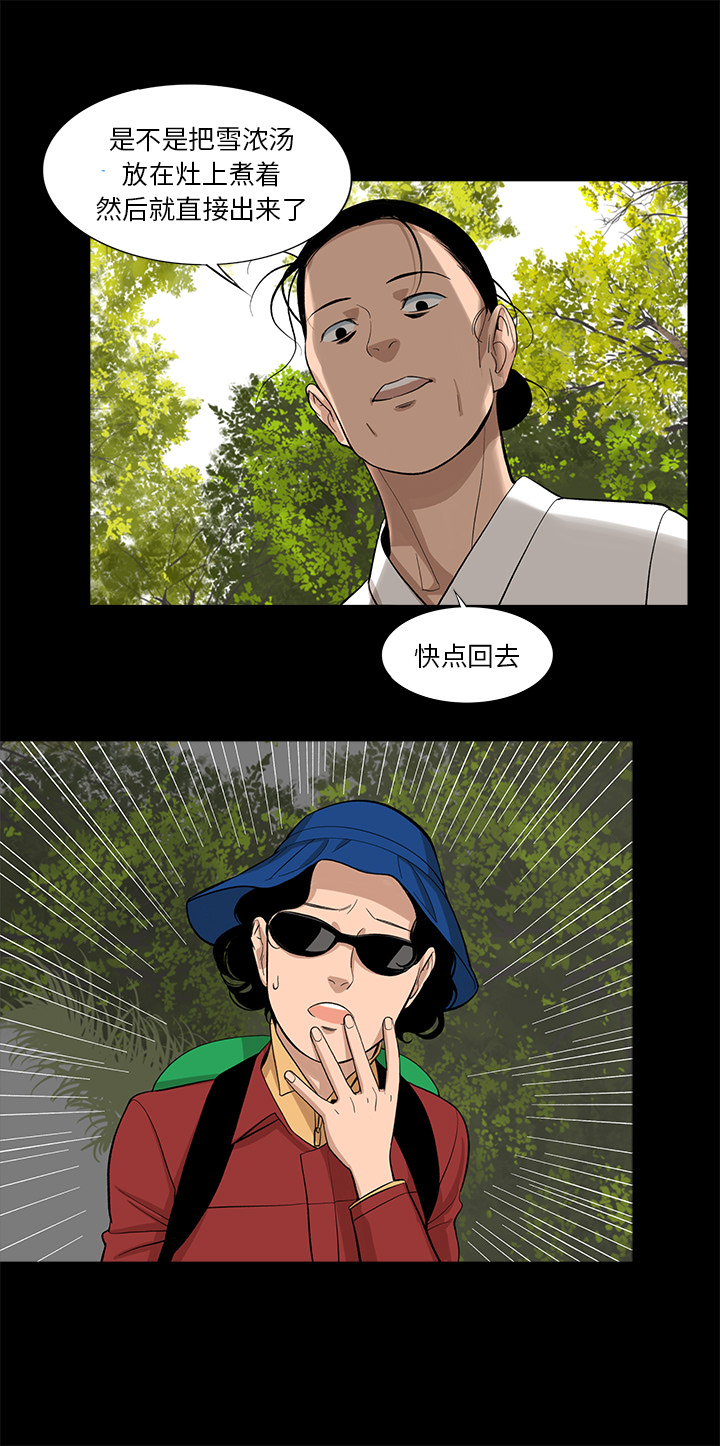 是不是把雪浓汤
放在灶上煮着
然后就直接出来了
快点回去